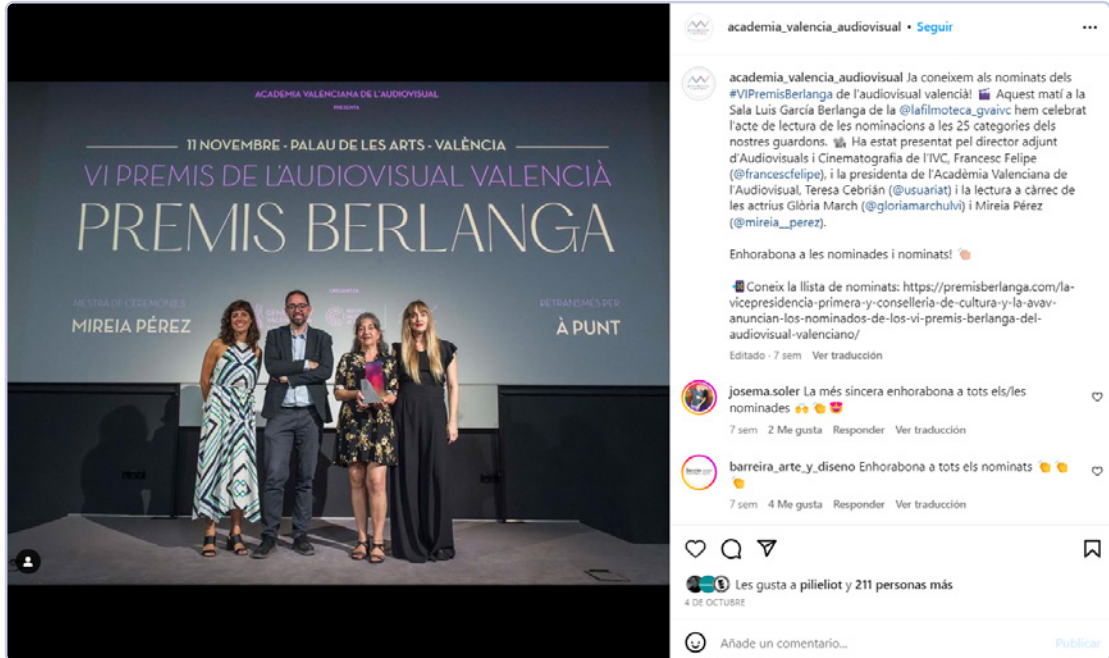 ACADEMIA VALENCIANA DE L'AUDIOVISUAL
PRESENTA
11 NOVEMBRE - PALAU DE LES ARTS - VALÈNCIA
VI PREMIS DE L'AUDIOVISUAL VALENCIÀ
PREMIS BERLANGA
MESTRA DE CERIMÒNIES
MIREIA PÉREZ
ORGANITZA
RETRANSMÈS PER
À PUNT
academia_valencia_audiovisual • Seguir
academia_valencia_audiovisual Ja coneixem als nominats dels
#VIPremisBerlanga de l'audiovisual valencià! 🎬 Aquest matí a la
Sala Luis García Berlanga de la @lafilmoteca_gvaivc hem celebrat
l'acte de lectura de les nominacions a les 25 categories dels
nostres guardons. 📽️ Ha estat presentat pel director adjunt
d'Audiovisuals i Cinematografia de l'IVC, Francesc Felipe
(@francescfelipe), i la presidenta de l'Acadèmia Valenciana de
l'Audiovisual, Teresa Cebrián (@usuariat) i la lectura a càrrec de
les actrius Glòria March (@gloriamarchulvi) i Mireia Pérez
(@mireia__perez).
Enhorabona a les nominades i nominats! 👏🏼
📲Coneix la llista de nominats: https://premisberlanga.com/la-
vicepresidencia-primera-y-conselleria-de-cultura-y-la-avav-
anuncian-los-nominados-de-los-vi-premis-berlanga-del-
audiovisual-valenciano/
Editado · 7 sem Ver traducción
josema.soler La més sincera enhorabona a tots els/les
nominades 🙌 👏 😍
7 sem 2 Me gusta Responder Ver traducción
barreira_arte_y_diseno Enhorabona a tots els nominats 👏 👏
👏
7 sem 4 Me gusta Responder Ver traducción
Les gusta a pilieliot y 211 personas más
4 DE OCTUBRE
Añade un comentario...
Publicar